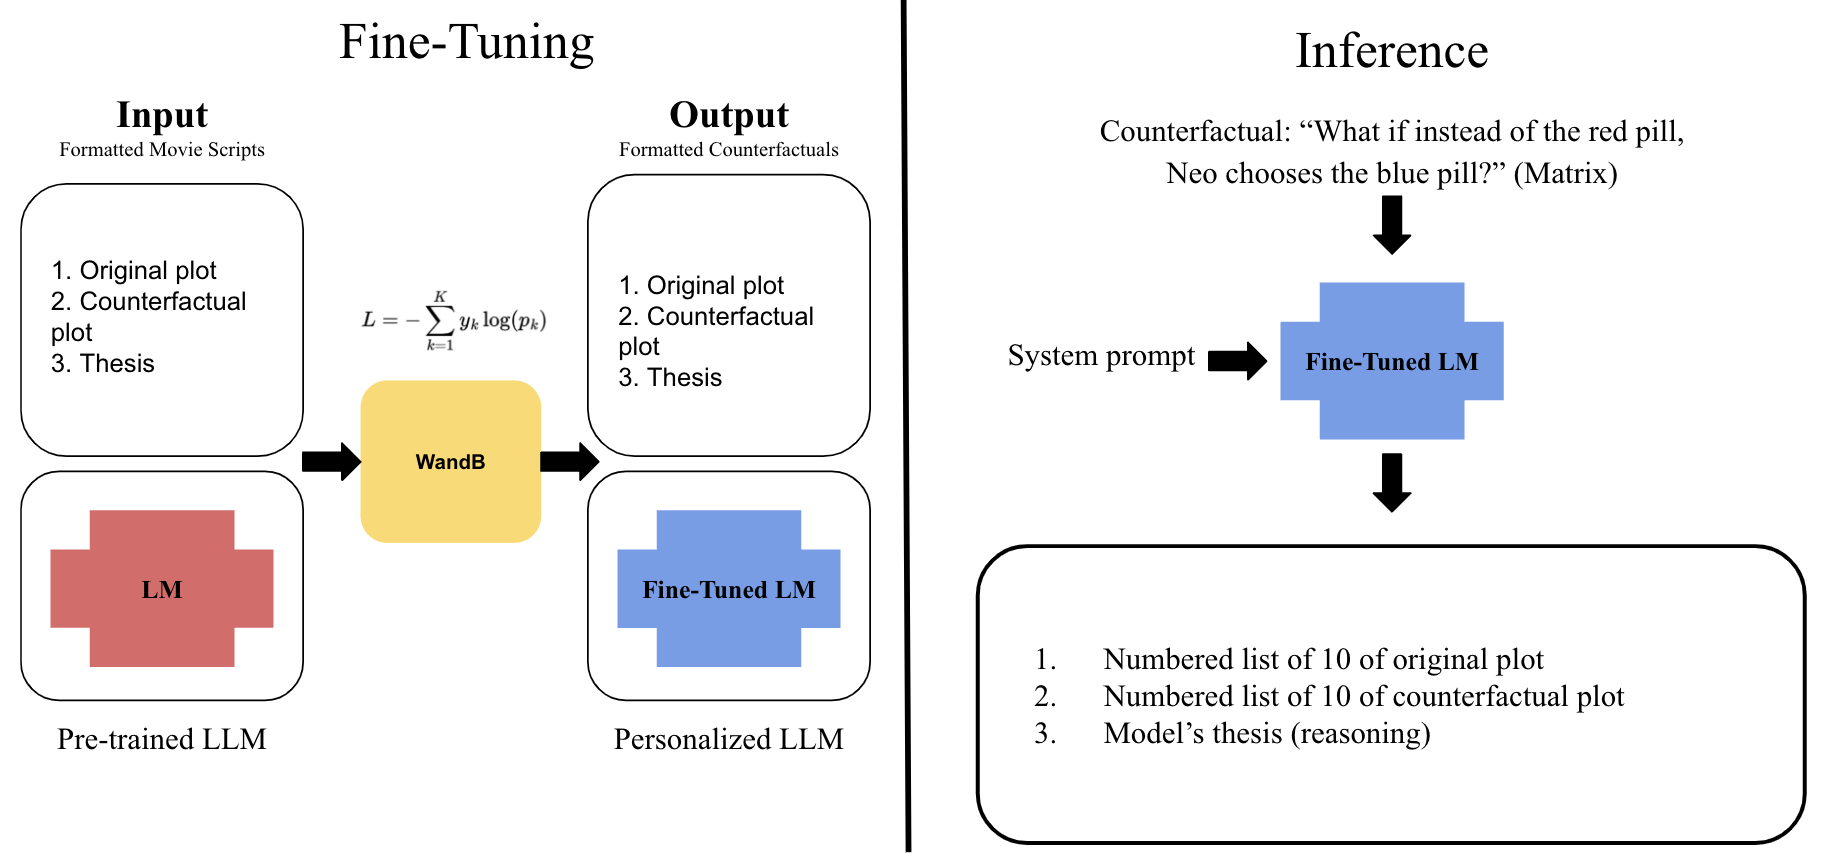 Fine-Tuning
Input
Formatted Movie Scripts
1. Original plot
2. Counterfactual
plot
3. Thesis
LM
Pre-trained LLM
L = − ∑_{k=1}^{K} y_k log(p_k)
WandB
Output
Formatted Counterfactuals
1. Original plot
2. Counterfactual
plot
3. Thesis
Fine-Tuned LM
Personalized LLM
Inference
Counterfactual: “What if instead of the red pill,
Neo chooses the blue pill?” (Matrix)
System prompt
Fine-Tuned LM
1. Numbered list of 10 of original plot
2. Numbered list of 10 of counterfactual plot
3. Model’s thesis (reasoning)